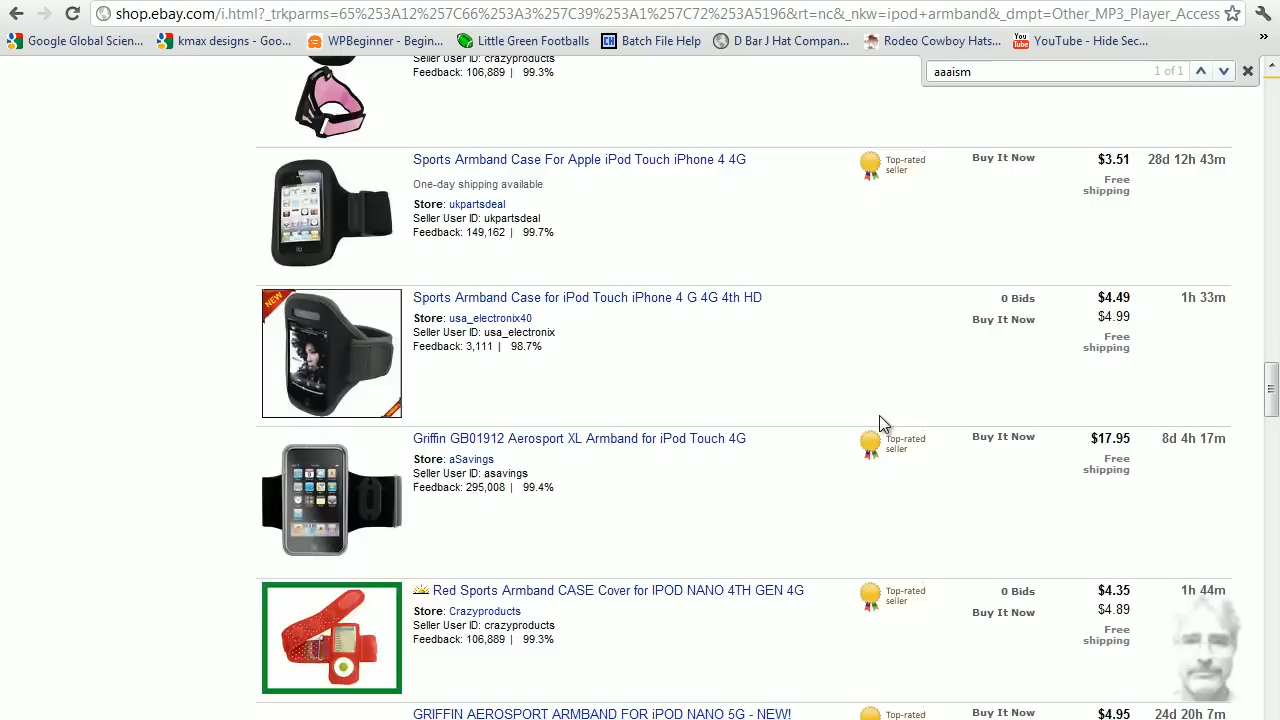 shop.ebay.com/i.html?_trkparms=65%253A12%257C66%253A3%257C39%253A1%257C72%253A5196&rt=nc&_nkw=ipod+armband&_dmpt=Other_MP3_Player_Access
Google Global Scien... kmax designs - Goo... WPBeginner - Begin... Little Green Footballs CH Batch File Help D Bar J Hat Compan... Rodeo Cowboy Hats... You Tube YouTube - Hide Sec... »
aaaism 1 of 1
Seller User ID: crazyproducts
Feedback: 106,889 | 99.3%
Sports Armband Case For Apple iPod Touch iPhone 4 4G Top-rated seller Buy It Now $3.51 28d 12h 43m
Free shipping
One-day shipping available
Store: ukpartsdeal
Seller User ID: ukpartsdeal
Feedback: 149,162 | 99.7%
NEW
Sports Armband Case for iPod Touch iPhone 4 G 4G 4th HD 0 Bids $4.49 1h 33m
Store: usa_electronix40 Buy It Now $4.99
Seller User ID: usa_electronix Free shipping
Feedback: 3,111 | 98.7%
Griffin GB01912 Aerosport XL Armband for iPod Touch 4G Top-rated seller Buy It Now $17.95 8d 4h 17m
Store: aSavings Free shipping
Seller User ID: asavings
Feedback: 295,008 | 99.4%
Red Sports Armband CASE Cover for IPOD NANO 4TH GEN 4G Top-rated seller 0 Bids $4.35 1h 44m
Store: Crazyproducts Buy It Now $4.89
Seller User ID: crazyproducts Free shipping
Feedback: 106,889 | 99.3%
GRIFFIN AEROSPORT ARMBAND FOR iPOD NANO 5G - NEW! Top-rated Buy It Now $4.95 24d 20h 7m